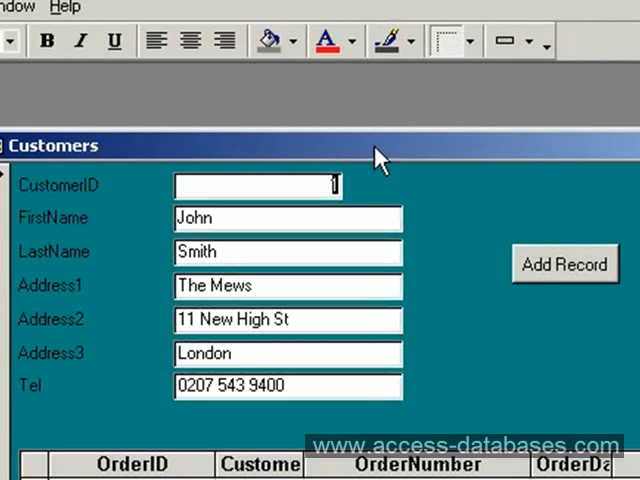 ndow Help
B I U A
Customers
CustomerID 1
FirstName John
LastName Smith
Add Record
Address1 The Mews
Address2 11 New High St
Address3 London
Tel 0207 543 9400
www.access-databases.com
OrderID Custome OrderNumber OrderDa